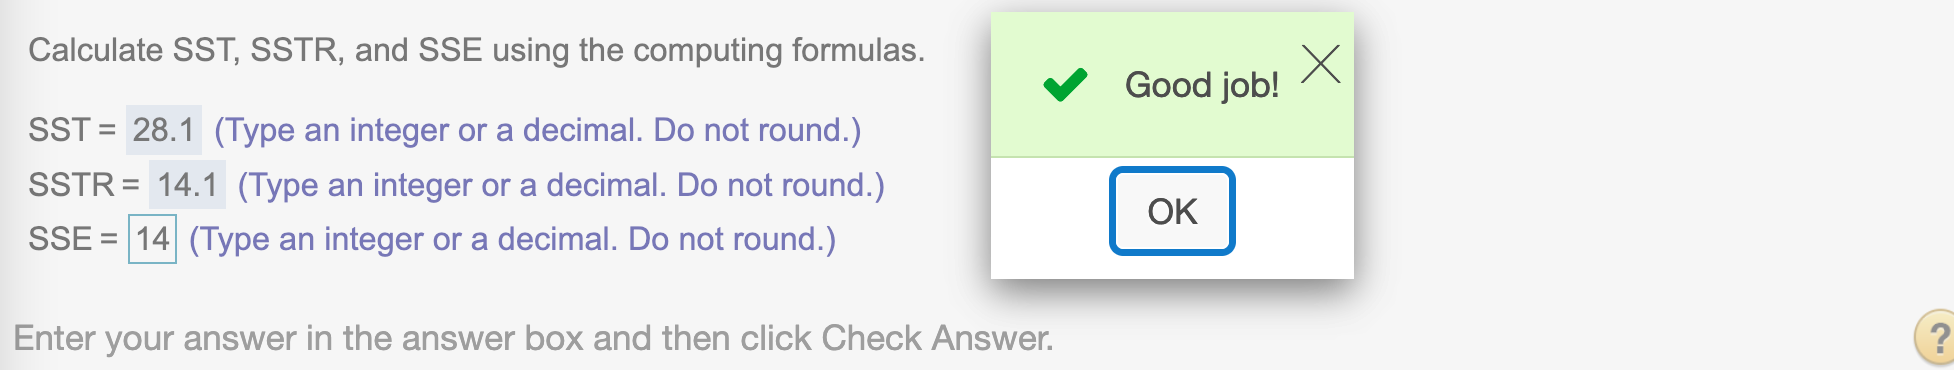 Calculate SST, SSTR, and SSE using the computing formulas.
SST = 28.1 (Type an integer or a decimal. Do not round.)
SSTR = 14.1 (Type an integer or a decimal. Do not round.)
SSE = 14 (Type an integer or a decimal. Do not round.)
Good job!
OK
Enter your answer in the answer box and then click Check Answer.
?